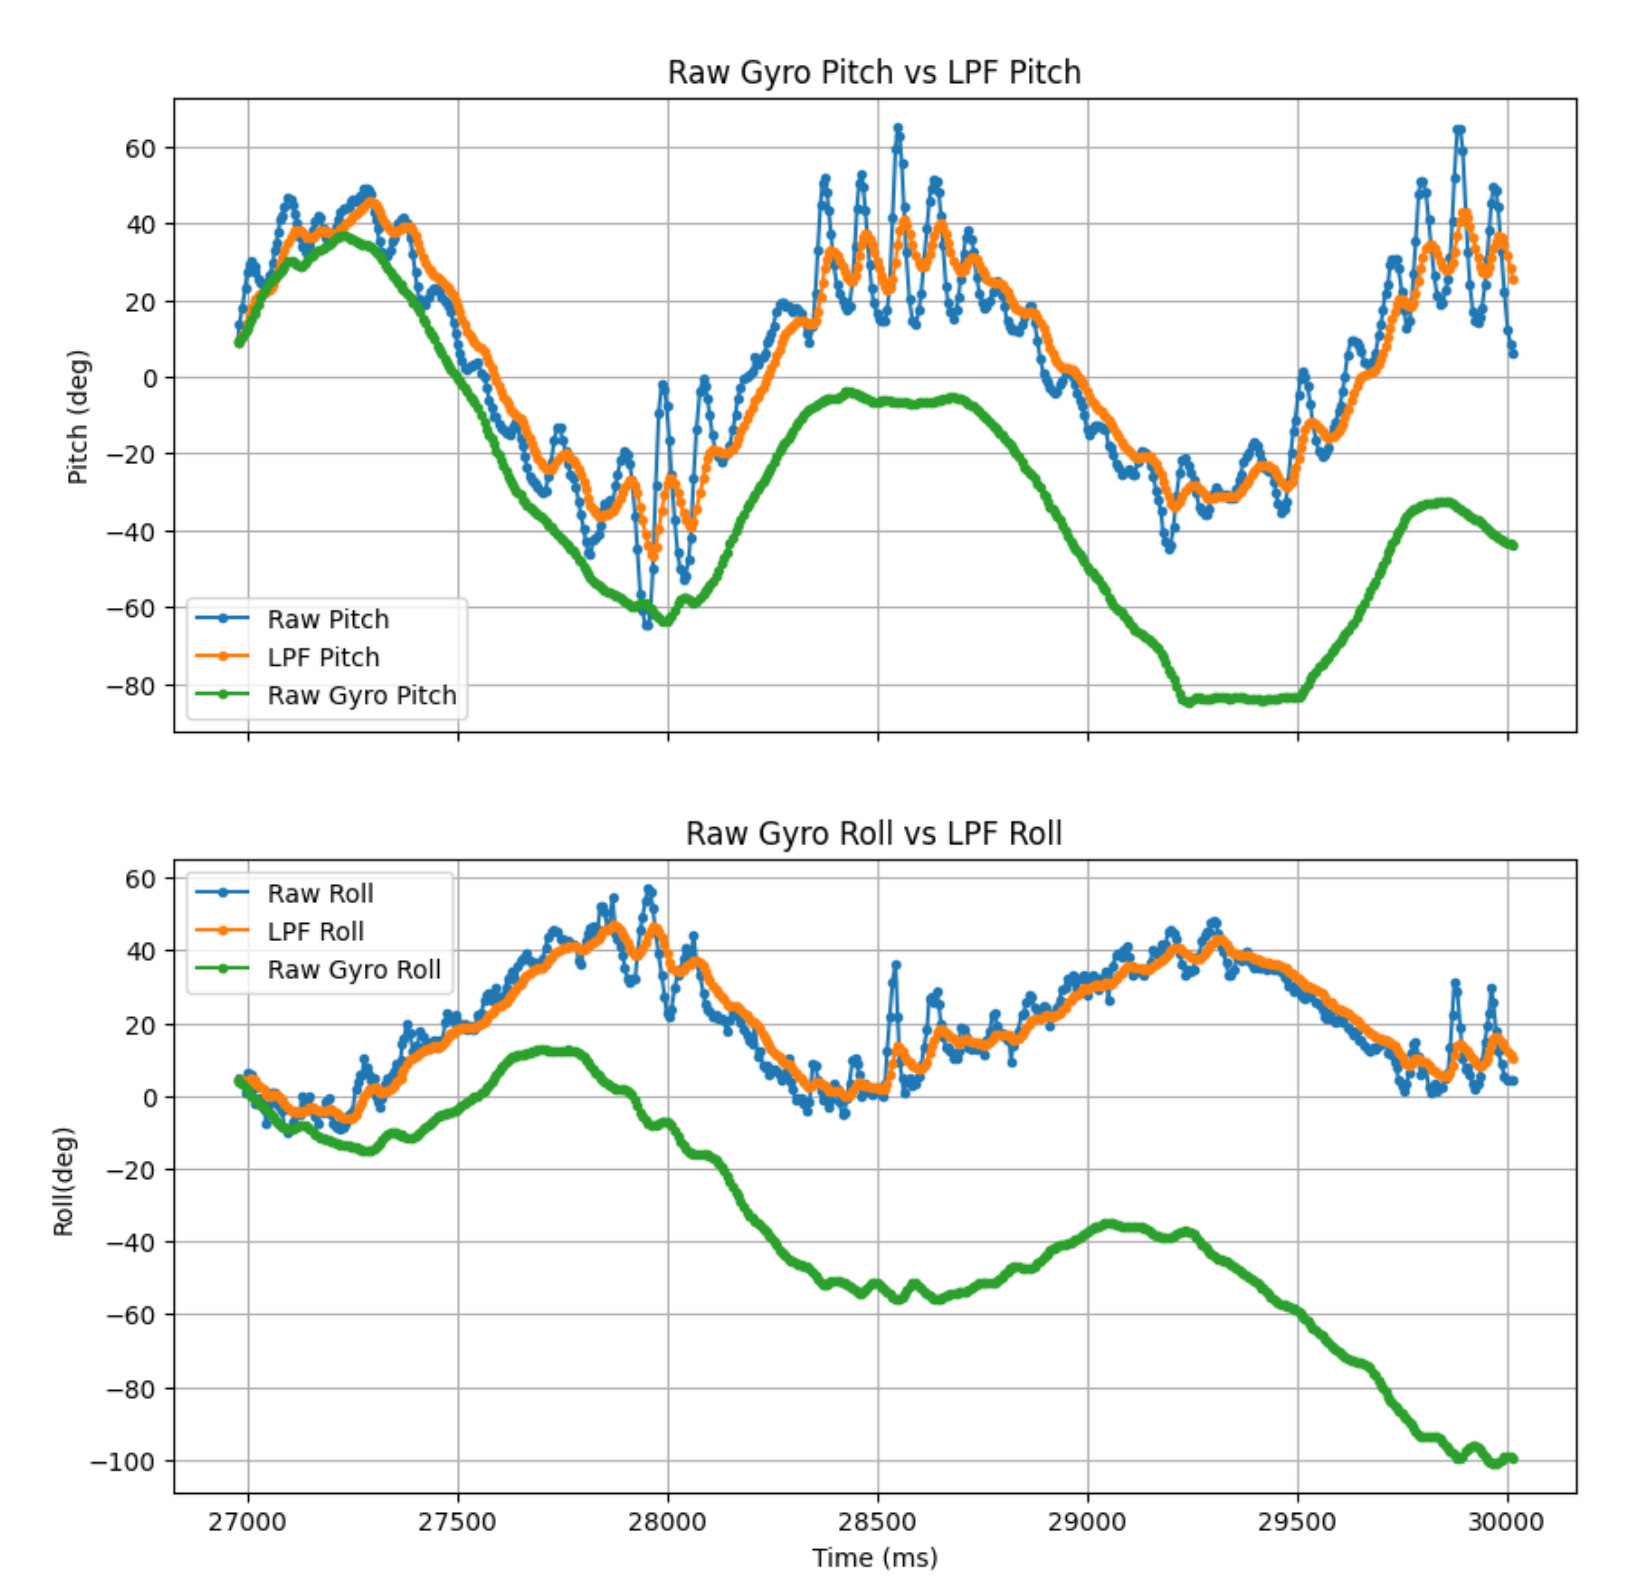 Raw Gyro Pitch vs LPF Pitch
Pitch (deg)
60
40
20
0
−20
−40
−60
−80
Raw Pitch
LPF Pitch
Raw Gyro Pitch
Raw Gyro Roll vs LPF Roll
Roll(deg)
60
40
20
0
−20
−40
−60
−80
−100
Raw Roll
LPF Roll
Raw Gyro Roll
27000 27500 28000 28500 29000 29500 30000
Time (ms)